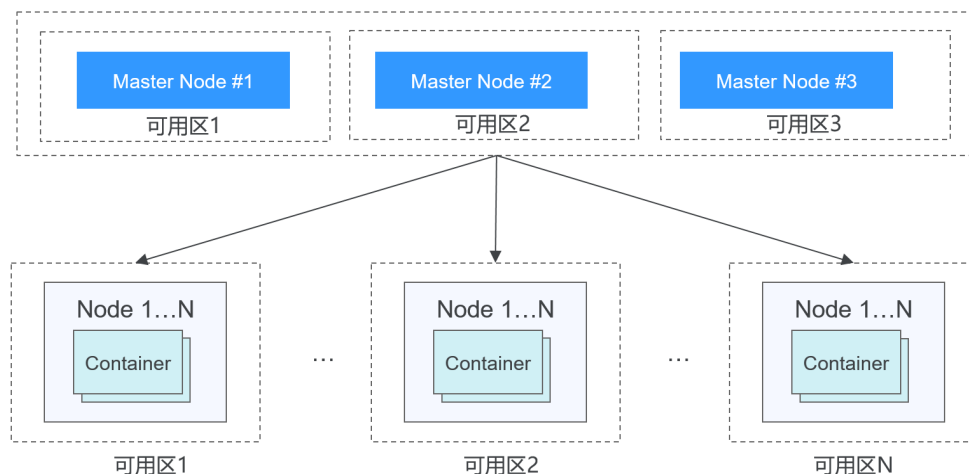 Master Node #1
Master Node #2
Master Node #3
可用区1
可用区2
可用区3
Node 1…N
Container
可用区1
…
Node 1…N
Container
可用区2
…
Node 1…N
Container
可用区N